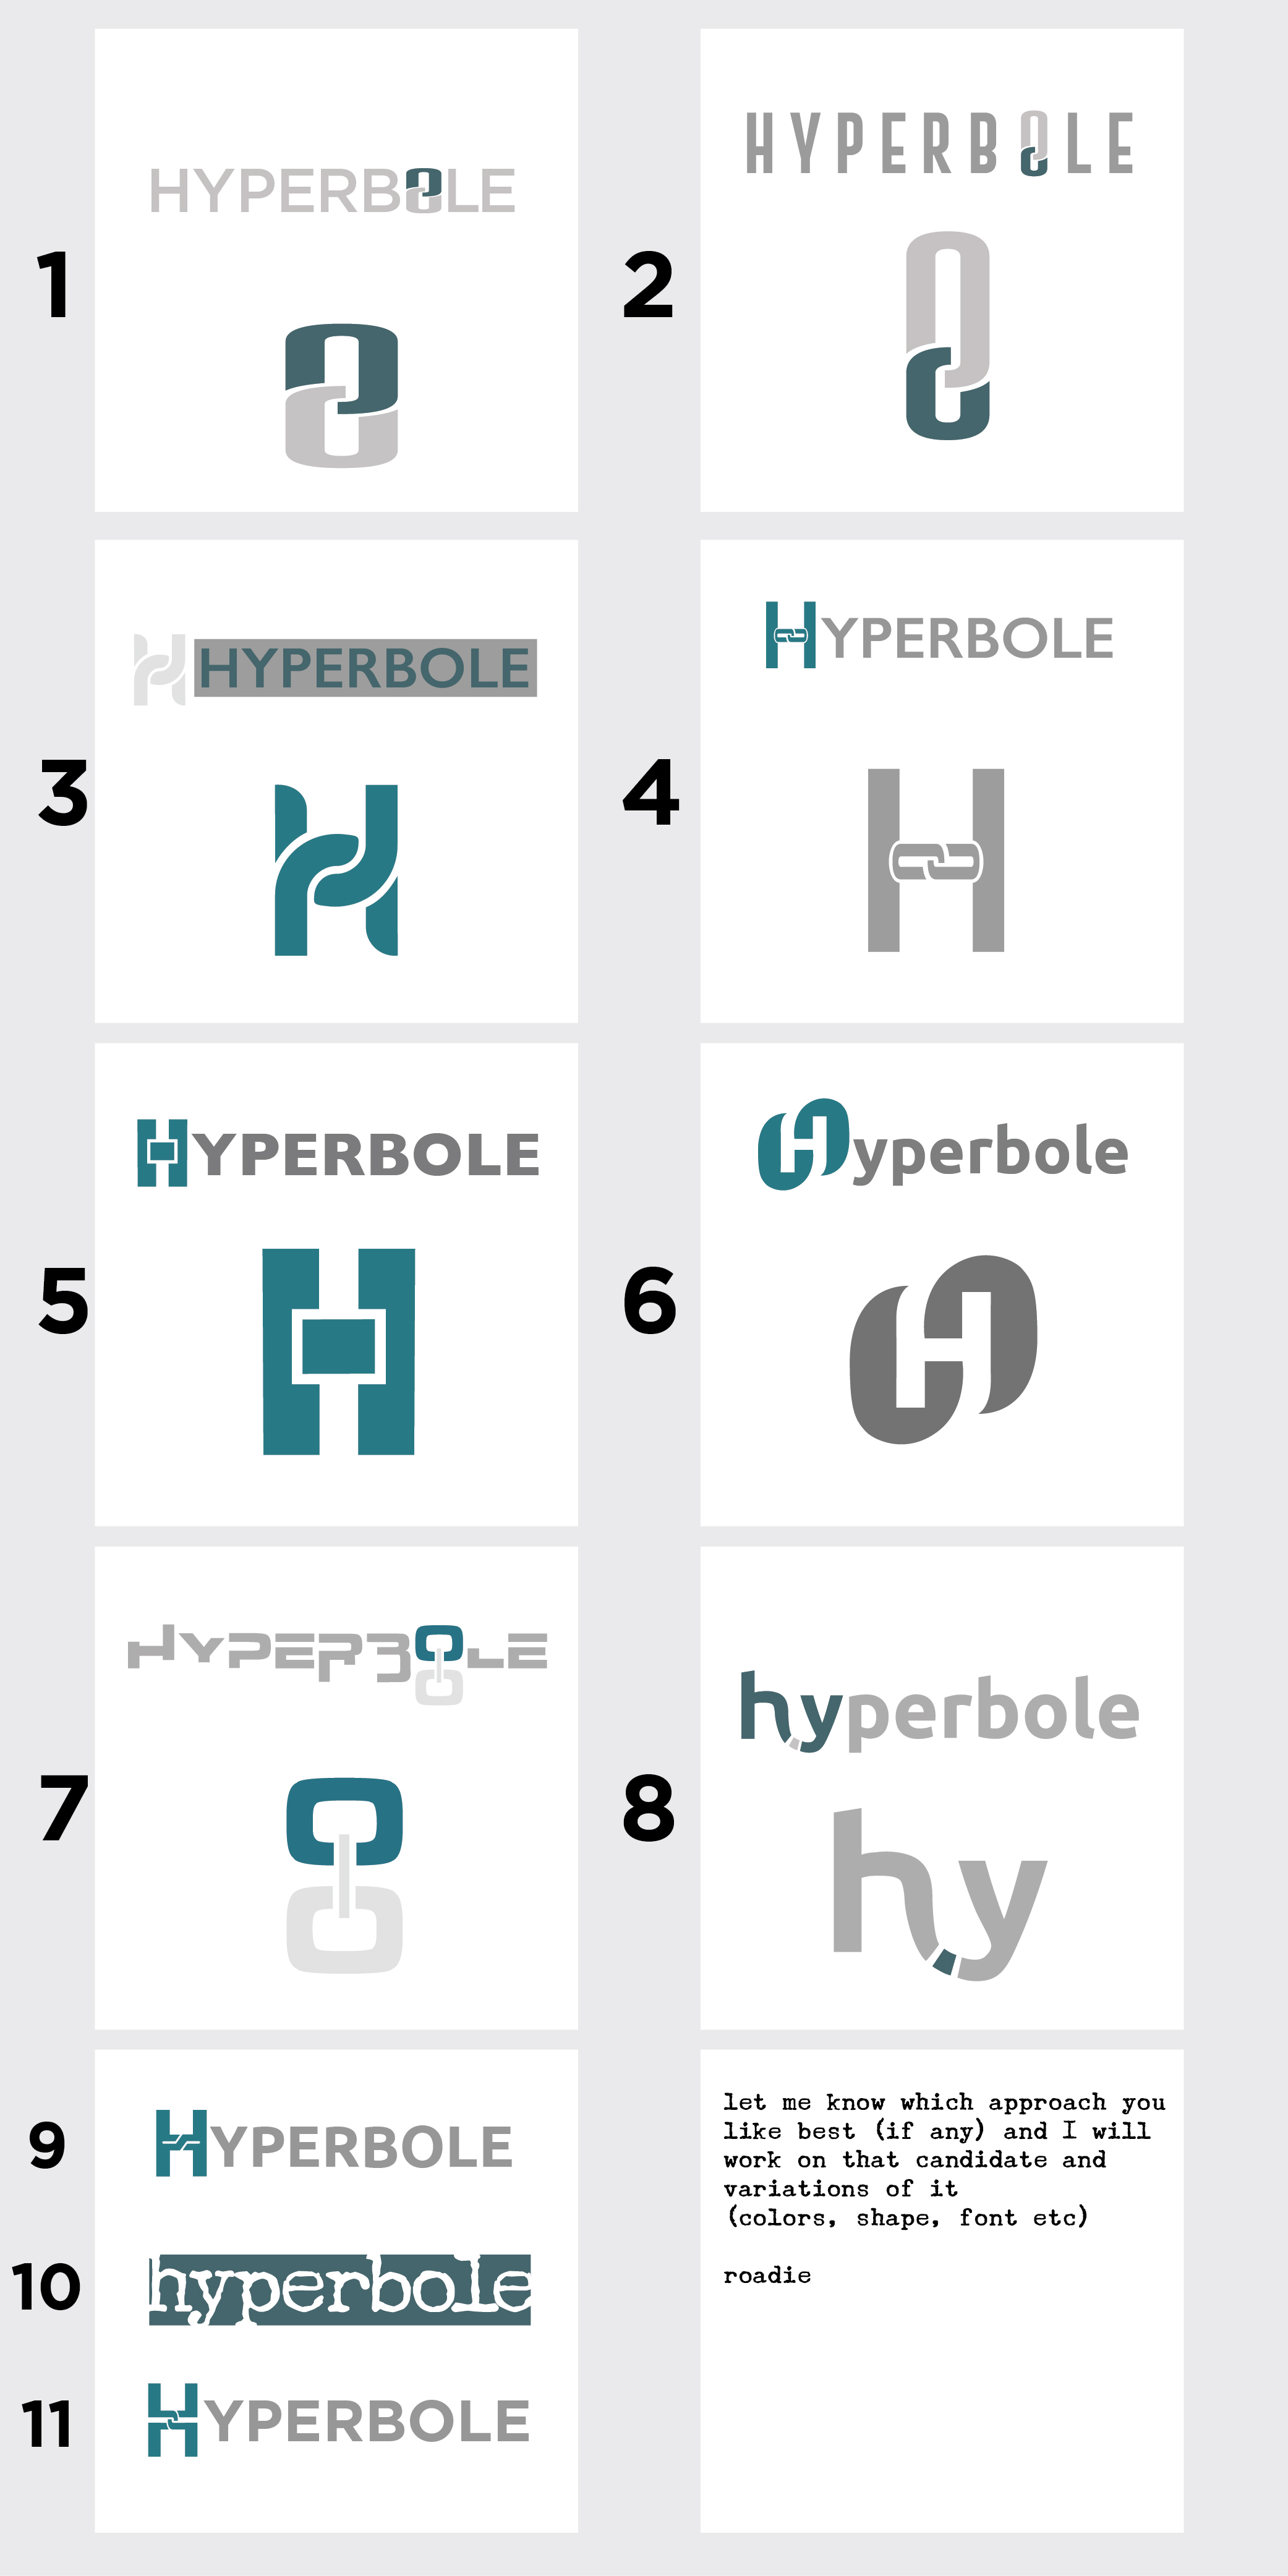 1
HYPERBOLE
2
HYPERBOLE
3
H HYPERBOLE
H
4
HYPERBOLE
H
5
HYPERBOLE
H
6
Hyperbole
H
7
HYPERBOLE
8
hyperbole
hy
9
HYPERBOLE
10
hyperbole
11
HYPERBOLE
let me know which approach you
like best (if any) and I will
work on that candidate and
variations of it
(colors, shape, font etc)
roadie